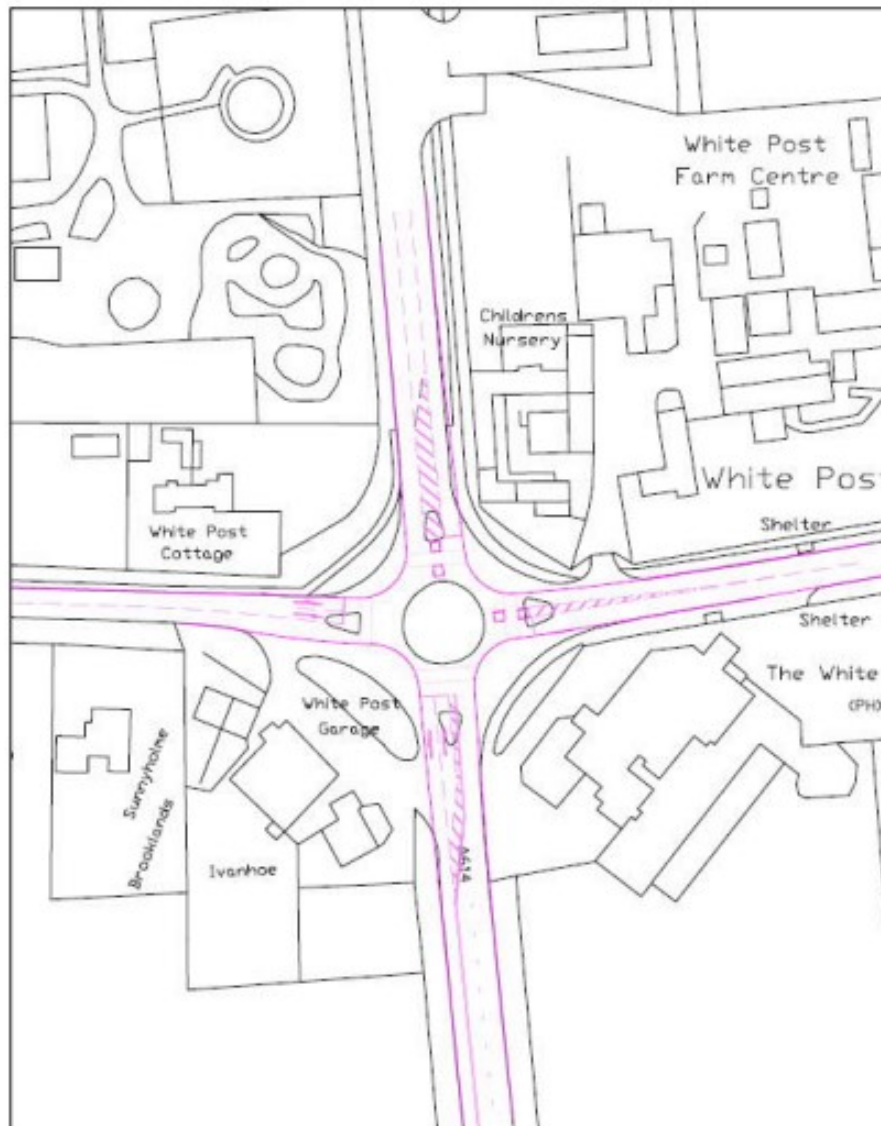 White Post
Farm Centre
Childrens
Nursery
White Post
Shelter
White Post
Cottage
Shelter
The White
(PH)
White Post
Garage
Sunnyholme
Brooklands
Ivanhoe
A614